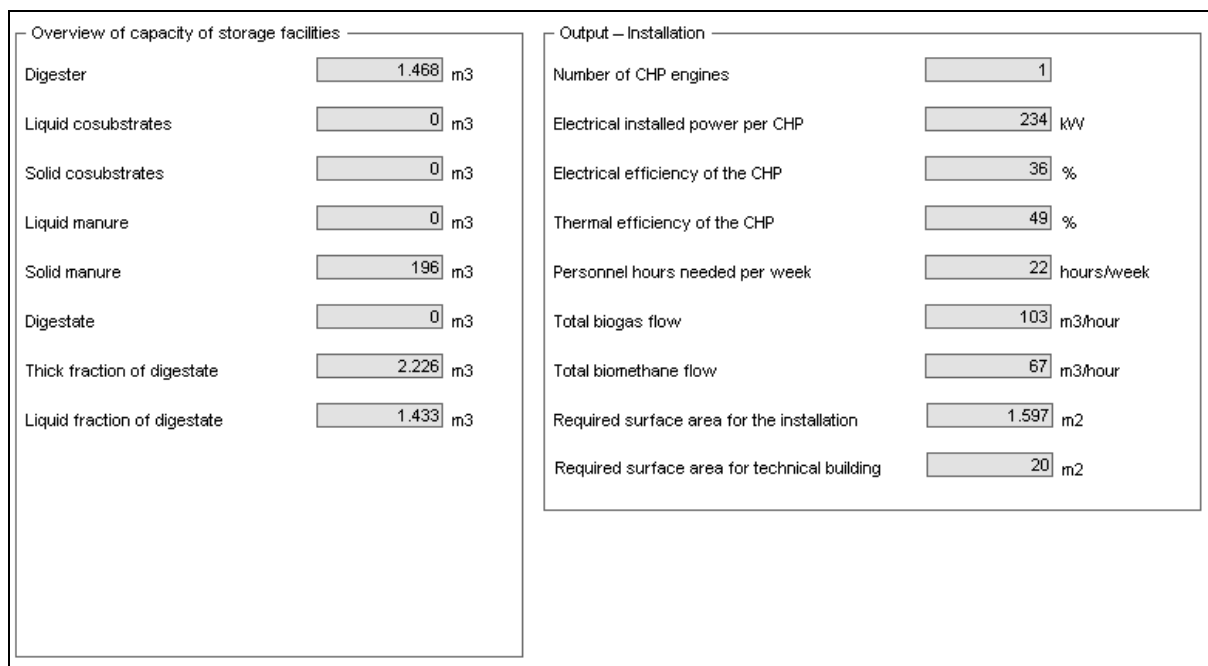 Overview of capacity of storage facilities
Digester 1.468 m3
Liquid cosubstrates 0 m3
Solid cosubstrates 0 m3
Liquid manure 0 m3
Solid manure 196 m3
Digestate 0 m3
Thick fraction of digestate 2.226 m3
Liquid fraction of digestate 1.433 m3
Output – Installation
Number of CHP engines 1
Electrical installed power per CHP 234 kW
Electrical efficiency of the CHP 36 %
Thermal efficiency of the CHP 49 %
Personnel hours needed per week 22 hours/week
Total biogas flow 103 m3/hour
Total biomethane flow 67 m3/hour
Required surface area for the installation 1.597 m2
Required surface area for technical building 20 m2